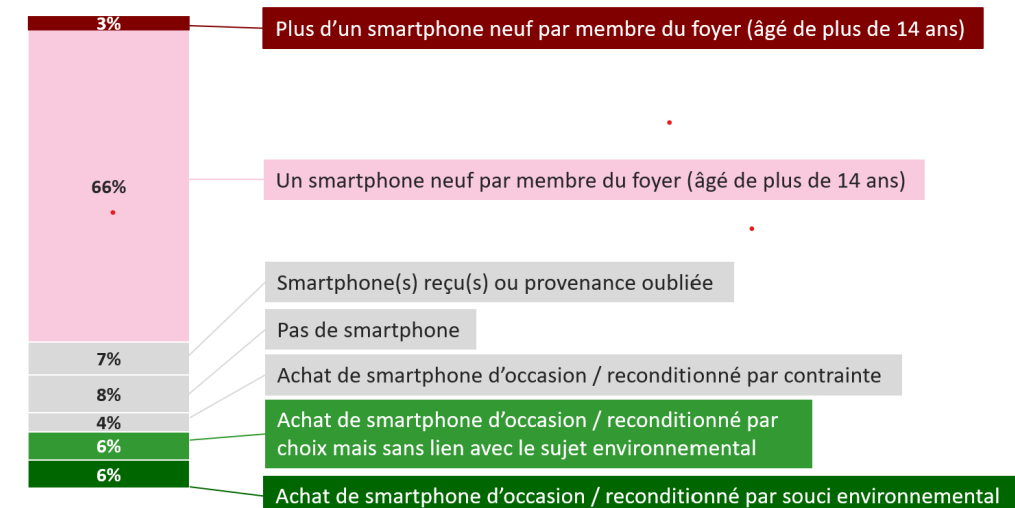 3%
Plus d’un smartphone neuf par membre du foyer (âgé de plus de 14 ans)
66%
Un smartphone neuf par membre du foyer (âgé de plus de 14 ans)
Smartphone(s) reçu(s) ou provenance oubliée
7%
Pas de smartphone
8%
Achat de smartphone d’occasion / reconditionné par contrainte
4%
Achat de smartphone d’occasion / reconditionné par
choix mais sans lien avec le sujet environnemental
6%
6%
Achat de smartphone d’occasion / reconditionné par souci environnemental